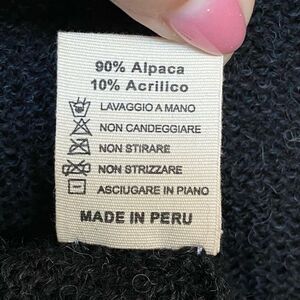 90% Alpaca
10% Acrilico
LAVAGGIO A MANO
NON CANDEGGIARE
NON STIRARE
NON STRIZZARE
ASCIUGARE IN PIANO
MADE IN PERU